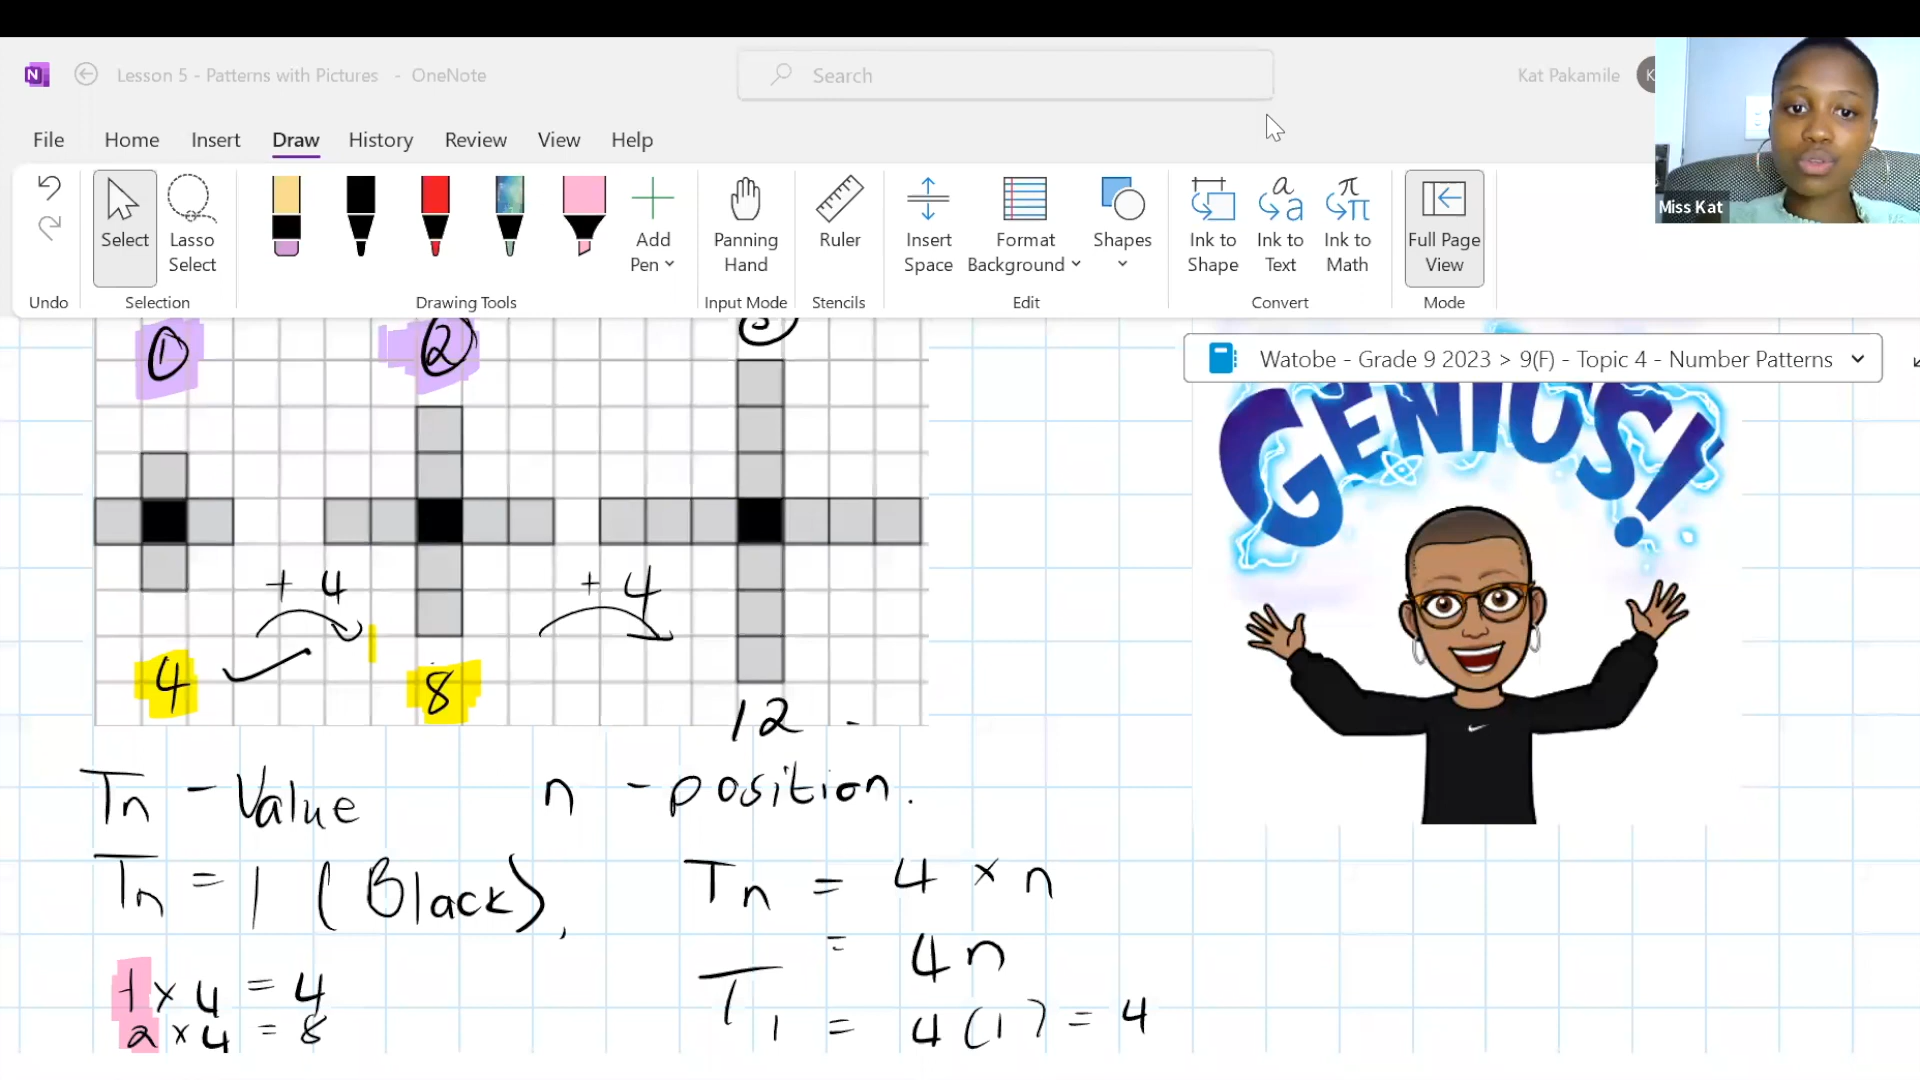 Lesson 5 - Patterns with Pictures - OneNote
Search
Kat Pakamile
K
File Home Insert Draw History Review View Help
Select
Lasso Select
Add Pen
Panning Hand
Ruler
Insert Space
Format Background
Shapes
Ink to Shape
Ink to Text
Ink to Math
Full Page View
Miss Kat
Undo Selection Drawing Tools Input Mode Stencils Edit Convert Mode
1 2 3
Watobe - Grade 9 2023 > 9(F) - Topic 4 - Number Patterns
GENIUS!
+ 4 + 4
4 8 12
Tn - Value n - position.
Tn = 1 (Black),
Tn = 4 × n
= 4n
1 × 4 = 4
2 × 4 = 8
T1 = 4(1) = 4